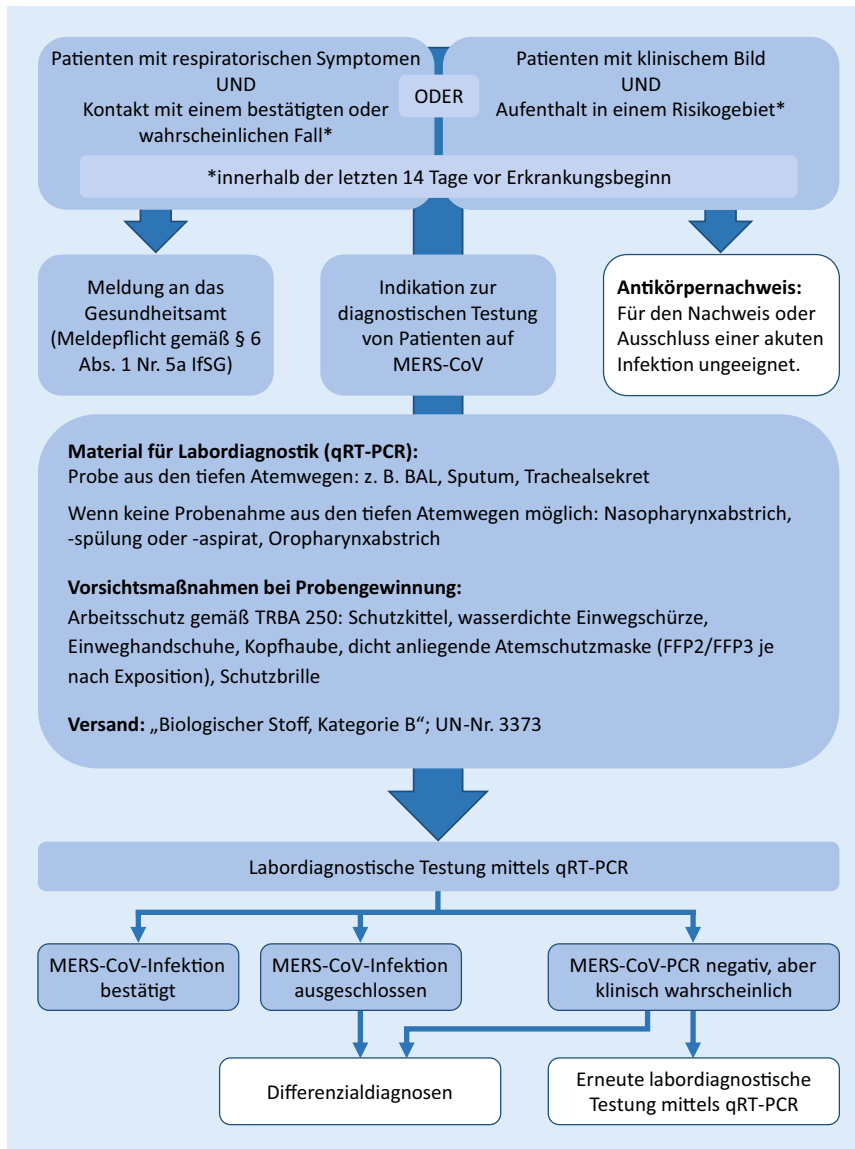 Patienten mit respiratorischen Symptomen
UND
Kontakt mit einem bestätigten oder
wahrscheinlichen Fall*
ODER
Patienten mit klinischem Bild
UND
Aufenthalt in einem Risikogebiet*
*innerhalb der letzten 14 Tage vor Erkrankungsbeginn
Meldung an das
Gesundheitsamt
(Meldepflicht gemäß § 6
Abs. 1 Nr. 5a IfSG)
Indikation zur
diagnostischen Testung
von Patienten auf
MERS-CoV
Antikörpernachweis:
Für den Nachweis oder
Ausschluss einer akuten
Infektion ungeeignet.
Material für Labordiagnostik (qRT-PCR):
Probe aus den tiefen Atemwegen: z. B. BAL, Sputum, Trachealsekret
Wenn keine Probenahme aus den tiefen Atemwegen möglich: Nasopharynxabstrich,
-spülung oder -aspirat, Oropharynxabstrich
Vorsichtsmaßnahmen bei Probengewinnung:
Arbeitsschutz gemäß TRBA 250: Schutzkittel, wasserdichte Einwegschürze,
Einweghandschuhe, Kopfhaube, dicht anliegende Atemschutzmaske (FFP2/FFP3 je
nach Exposition), Schutzbrille
Versand: „Biologischer Stoff, Kategorie B“; UN-Nr. 3373
Labordiagnostische Testung mittels qRT-PCR
MERS-CoV-Infektion
bestätigt
MERS-CoV-Infektion
ausgeschlossen
MERS-CoV-PCR negativ, aber
klinisch wahrscheinlich
Differenzialdiagnosen
Erneute labordiagnostische
Testung mittels qRT-PCR